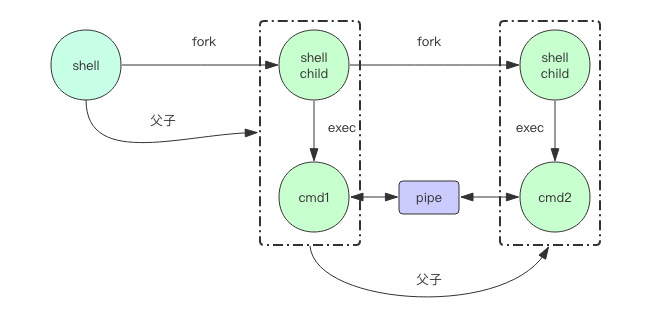 fork
fork
shell
shell
child
shell
child
父子
exec
exec
cmd1
pipe
cmd2
父子